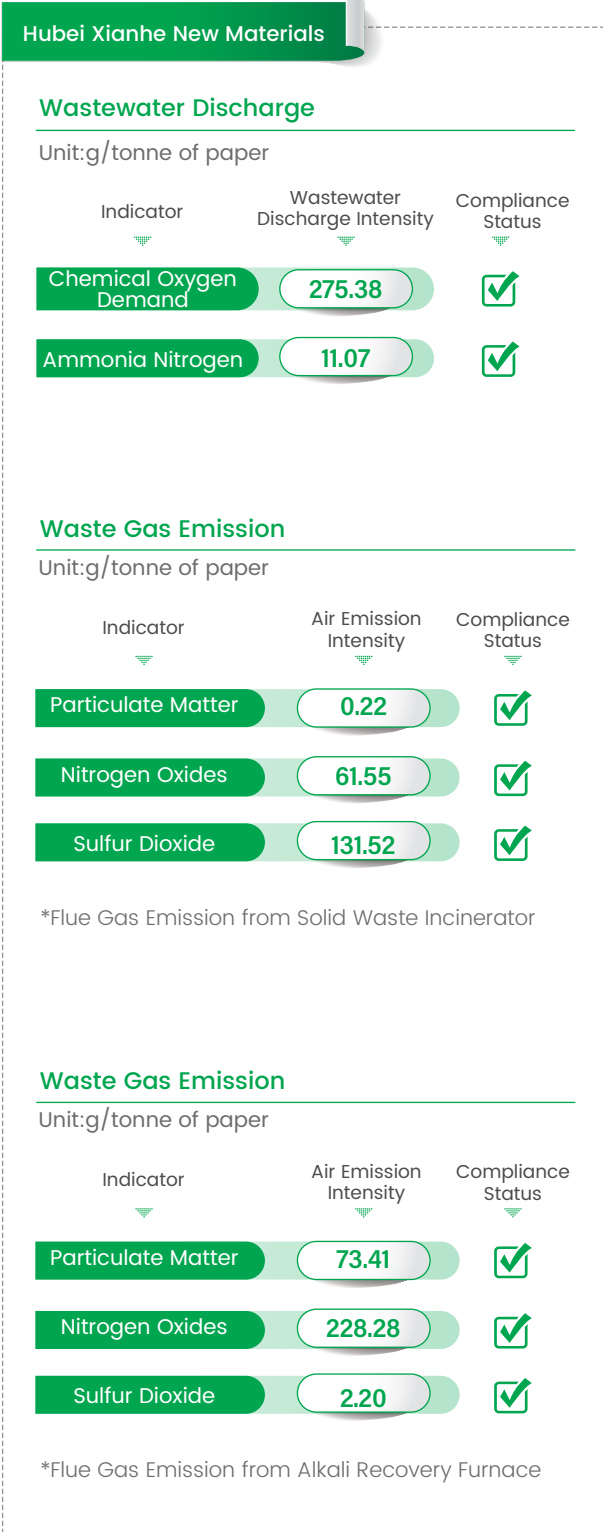 Hubei Xianhe New Materials
Wastewater Discharge
Unit:g/tonne of paper
Indicator
Wastewater
Discharge Intensity
Compliance
Status
Chemical Oxygen
Demand
275.38
Ammonia Nitrogen
11.07
Waste Gas Emission
Unit:g/tonne of paper
Indicator
Air Emission
Intensity
Compliance
Status
Particulate Matter
0.22
Nitrogen Oxides
61.55
Sulfur Dioxide
131.52
*Flue Gas Emission from Solid Waste Incinerator
Waste Gas Emission
Unit:g/tonne of paper
Indicator
Air Emission
Intensity
Compliance
Status
Particulate Matter
73.41
Nitrogen Oxides
228.28
Sulfur Dioxide
2.20
*Flue Gas Emission from Alkali Recovery Furnace